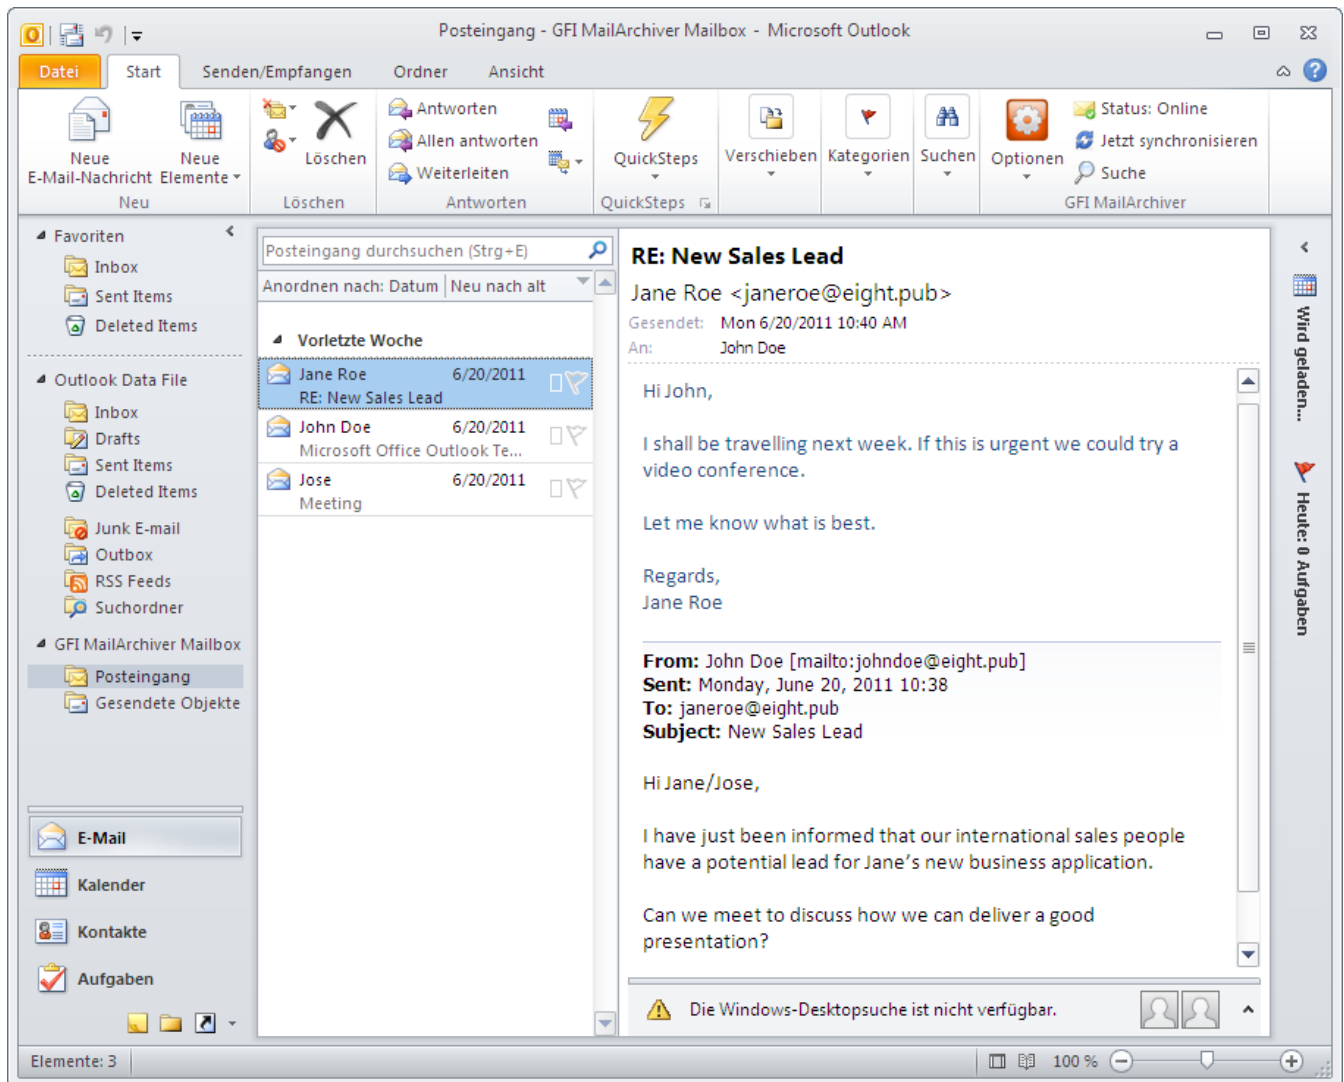 Posteingang - GFI MailArchiver Mailbox - Microsoft Outlook
Datei Start Senden/Empfangen Ordner Ansicht
Neue E-Mail-Nachricht
Neue Elemente
Neu
Löschen
Löschen
Antworten
Allen antworten
Weiterleiten
Antworten
QuickSteps
QuickSteps
Verschieben
Kategorien
Suchen
Optionen
Status: Online
Jetzt synchronisieren
Suche
GFI MailArchiver
Favoriten
Inbox
Sent Items
Deleted Items
Outlook Data File
Inbox
Drafts
Sent Items
Deleted Items
Junk E-mail
Outbox
RSS Feeds
Suchordner
GFI MailArchiver Mailbox
Posteingang
Gesendete Objekte
E-Mail
Kalender
Kontakte
Aufgaben
Posteingang durchsuchen (Strg+E)
Anordnen nach: Datum Neu nach alt
Vorletzte Woche
Jane Roe 6/20/2011
RE: New Sales Lead
John Doe 6/20/2011
Microsoft Office Outlook Te...
Jose 6/20/2011
Meeting
RE: New Sales Lead
Jane Roe <janeroe@eight.pub>
Gesendet: Mon 6/20/2011 10:40 AM
An: John Doe
Hi John,
I shall be travelling next week. If this is urgent we could try a
video conference.
Let me know what is best.
Regards,
Jane Roe
From: John Doe [mailto:johndoe@eight.pub]
Sent: Monday, June 20, 2011 10:38
To: janeroe@eight.pub
Subject: New Sales Lead
Hi Jane/Jose,
I have just been informed that our international sales people
have a potential lead for Jane's new business application.
Can we meet to discuss how we can deliver a good
presentation?
Die Windows-Desktopsuche ist nicht verfügbar.
Wird geladen...
Heute: 0 Aufgaben
Elemente: 3
100 %